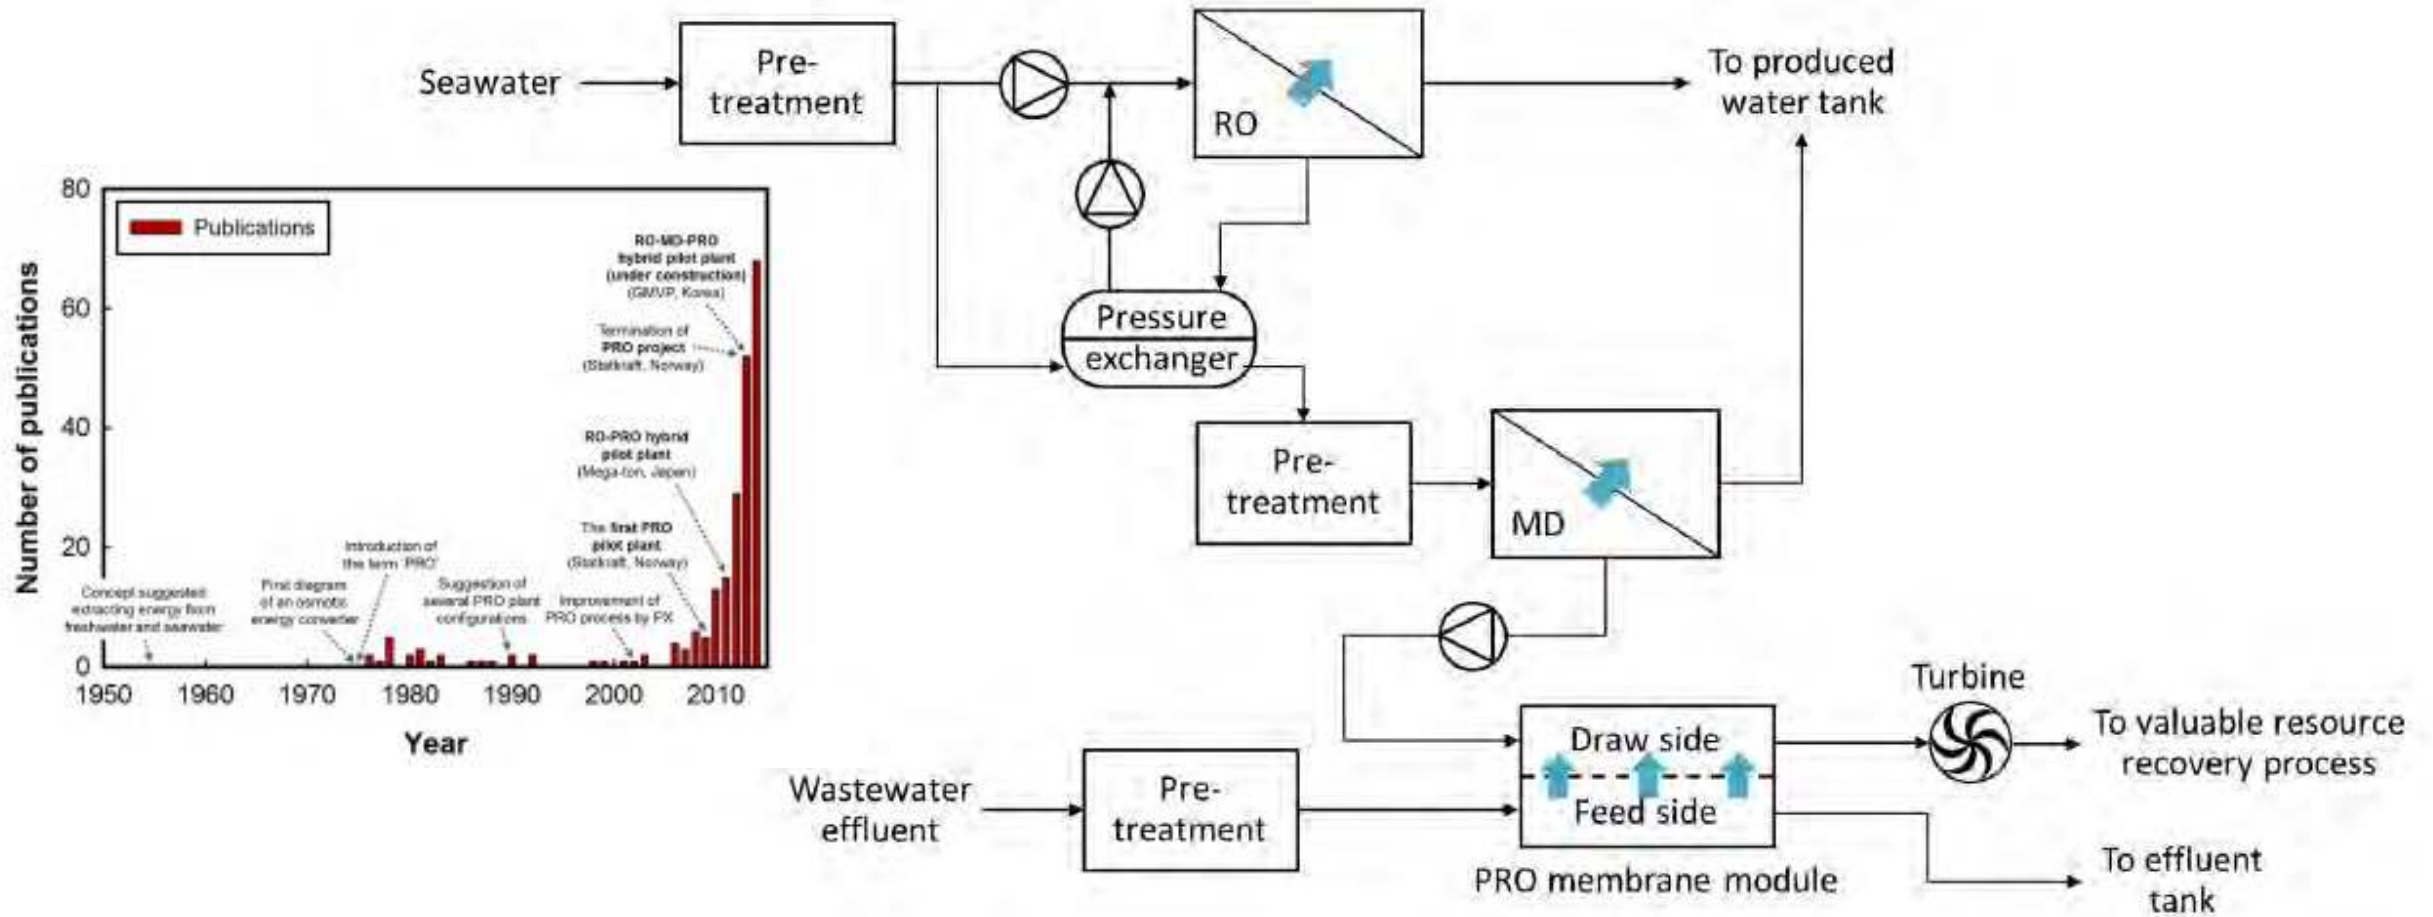 Seawater
Pre-
treatment
RO
To produced
water tank
Pressure
exchanger
Pre-
treatment
MD
Turbine
Draw side
Feed side
PRO membrane module
To valuable resource
recovery process
To effluent
tank
Wastewater
effluent
Pre-
treatment
Number of publications
80
60
40
20
0
Publications
RO-MD-PRO
hybrid pilot plant
(under construction)
(GMVP, Korea)
Termination of
PRO project
(Statkraft, Norway)
RO-PRO hybrid
pilot plant
(Mega-ton, Japan)
The first PRO
pilot plant
(Statkraft, Norway)
Introduction of
the term 'PRO'
Concept suggested
extracting energy from
freshwater and seawater
First diagram
of an osmotic
energy converter
Suggestion of
several PRO plant
configurations
Improvement of
PRO process by PX
1950
1960
1970
1980
1990
2000
2010
Year